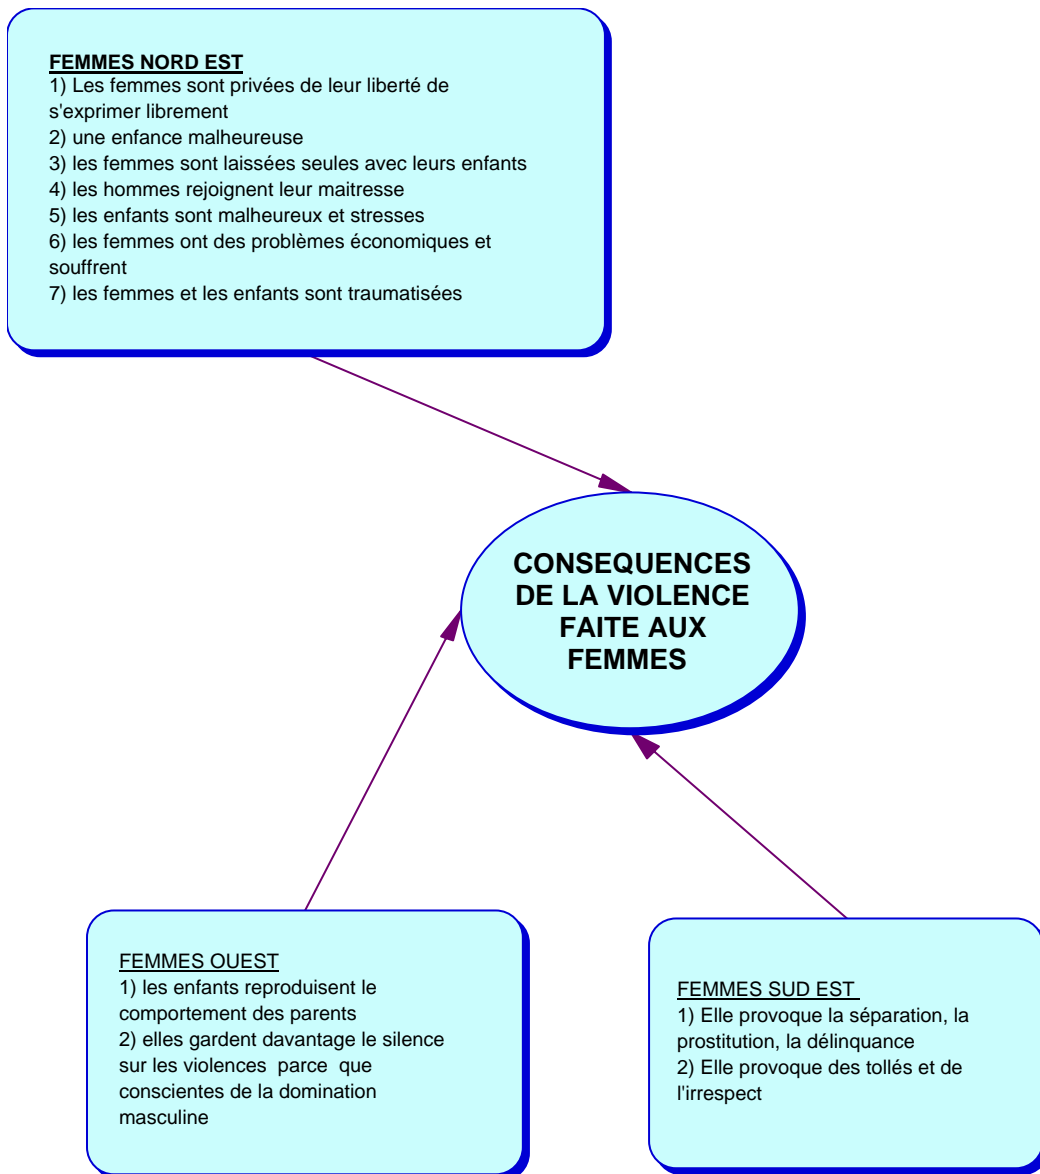 FEMMES NORD EST
1) Les femmes sont privées de leur liberté de
s'exprimer librement
2) une enfance malheureuse
3) les femmes sont laissées seules avec leurs enfants
4) les hommes rejoignent leur maitresse
5) les enfants sont malheureux et stresses
6) les femmes ont des problèmes économiques et
souffrent
7) les femmes et les enfants sont traumatisées
CONSEQUENCES
DE LA VIOLENCE
FAITE AUX
FEMMES
FEMMES OUEST
1) les enfants reproduisent le
comportement des parents
2) elles gardent davantage le silence
sur les violences parce que
conscientes de la domination
masculine
FEMMES SUD EST
1) Elle provoque la séparation, la
prostitution, la délinquance
2) Elle provoque des tollés et de
l'irrespect